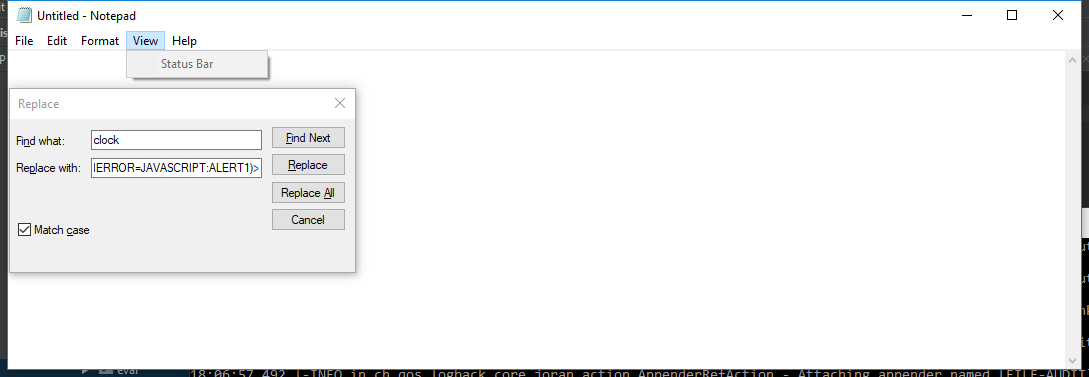 Untitled - Notepad
File Edit Format View Help
Status Bar
Replace
Find what: clock Find Next
Replace with: IERROR=JAVASCRIPT:ALERT1)> Replace
Replace All
Cancel
Match case
eval
18:06:57,492 |-INFO in ch.qos.logback.core.joran.action.AppenderRefAction - Attaching appender named [FILE-AUDIT